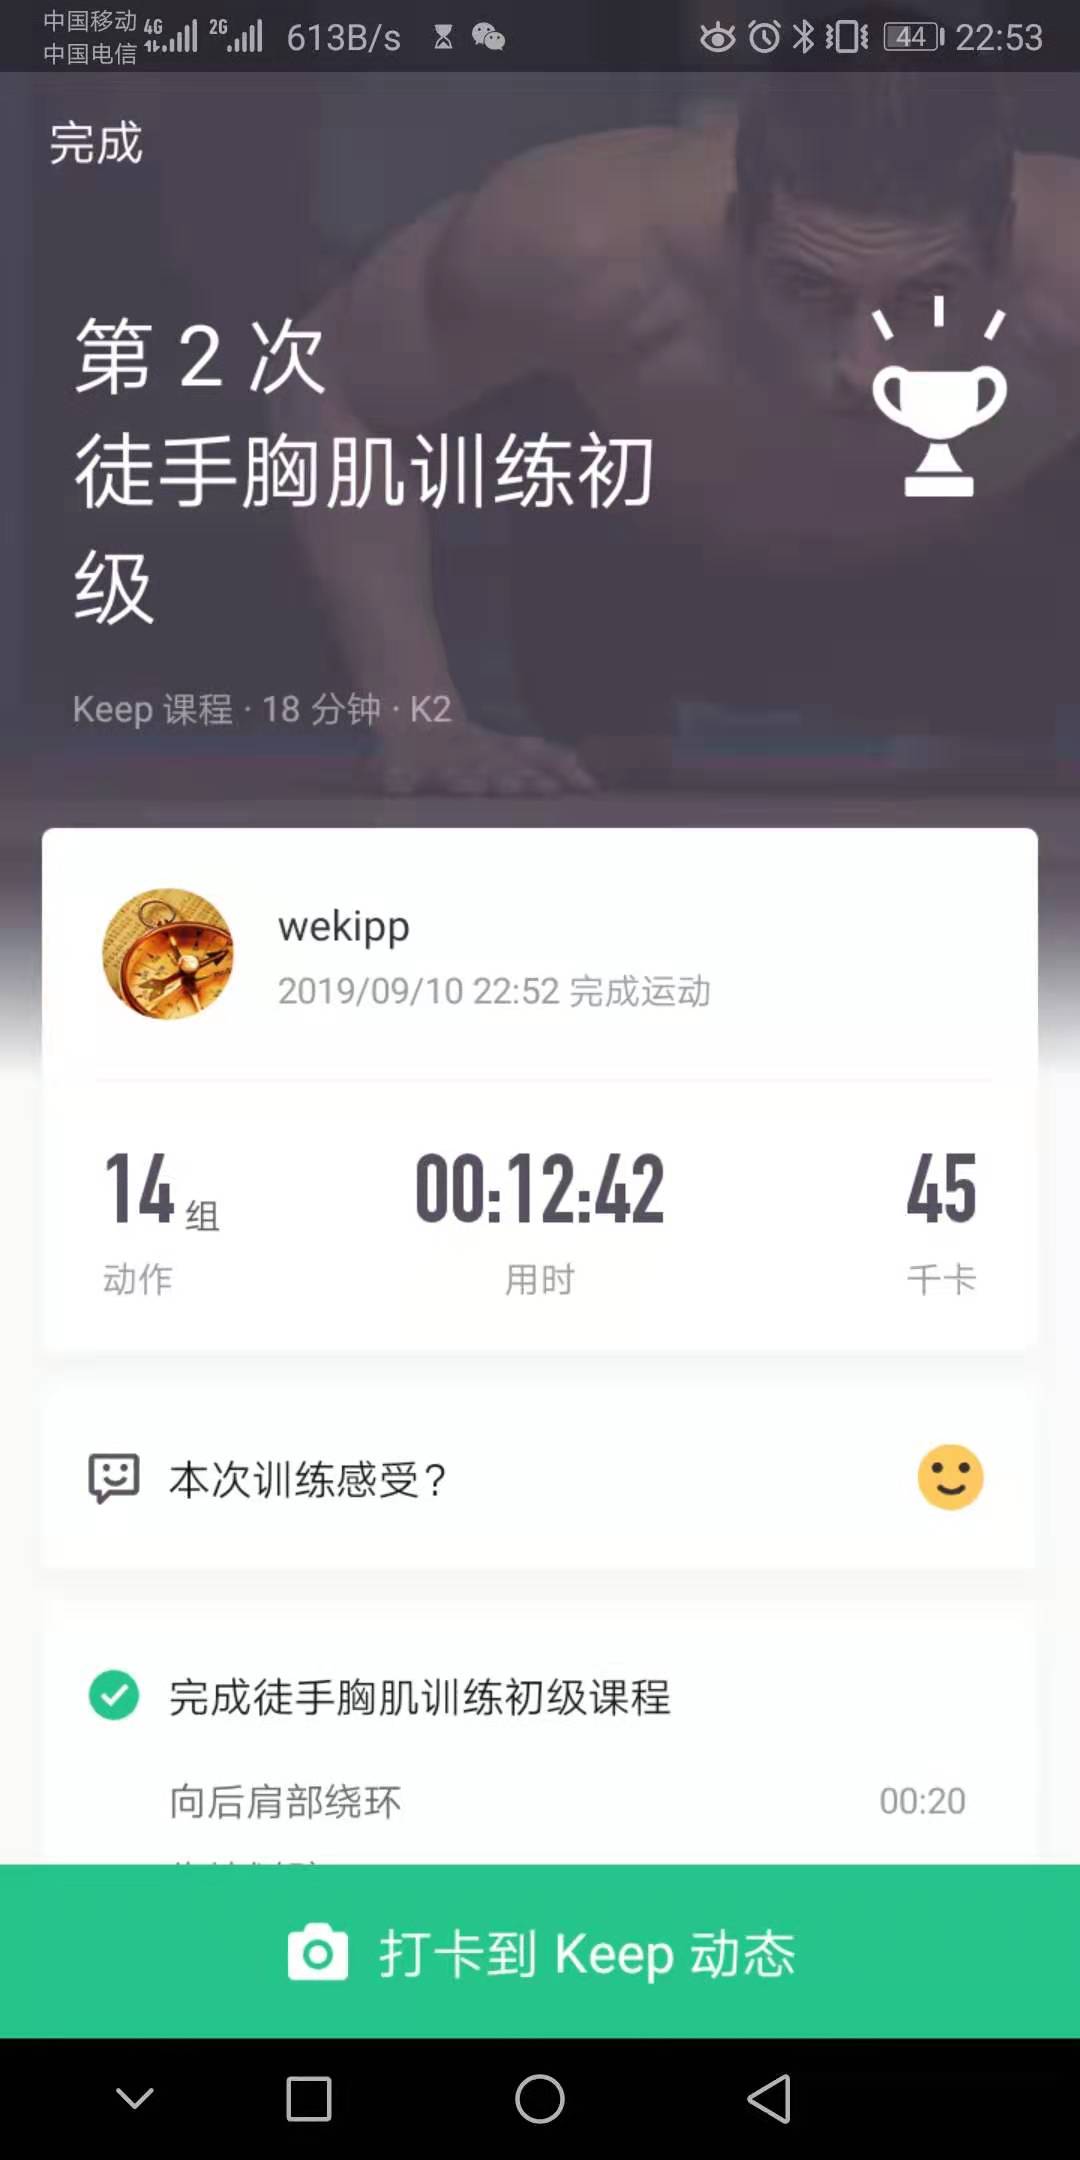 中国移动 4G 2G 613B/s 44 22:53
中国电信
完成
第 2 次
徒手胸肌训练初
级
Keep 课程 · 18 分钟 · K2
wekipp
2019/09/10 22:52 完成运动
14 组 00:12:42 45
动作 用时 千卡
本次训练感受？
完成徒手胸肌训练初级课程
向后肩部绕环 00:20
打卡到 Keep 动态